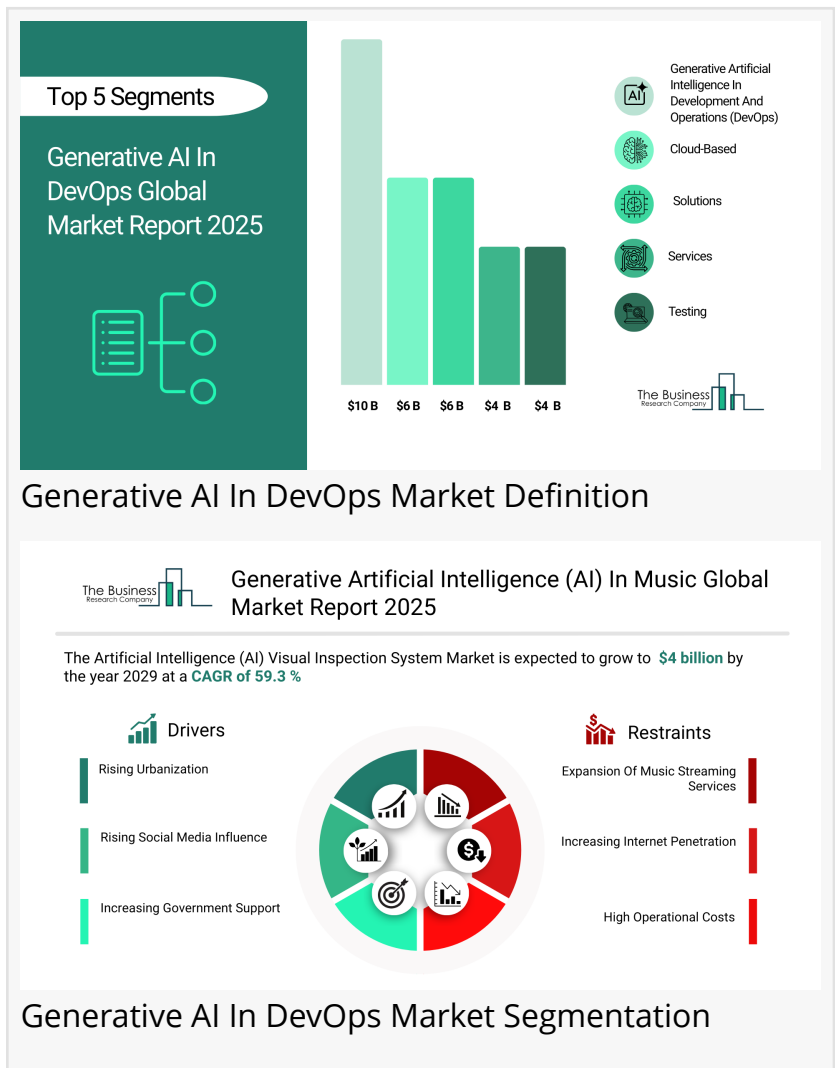 Top 5 Segments
Generative AI In
DevOps Global
Market Report 2025
$10 B
$6 B
$6 B
$4 B
$4 B
Generative Artificial
Intelligence In
Development And
Operations (DevOps)
Cloud-Based
Solutions
Services
Testing
AI
The Business
Research Company
Generative AI In DevOps Market Definition
The Business
Research Company
Generative Artificial Intelligence (AI) In Music Global
Market Report 2025
The Artificial Intelligence (AI) Visual Inspection System Market is expected to grow to $4 billion by
the year 2029 at a CAGR of 59.3 %
Drivers
Rising Urbanization
Rising Social Media Influence
Increasing Government Support
$
$
Restraints
Expansion Of Music Streaming
Services
Increasing Internet Penetration
High Operational Costs
Generative AI In DevOps Market Segmentation